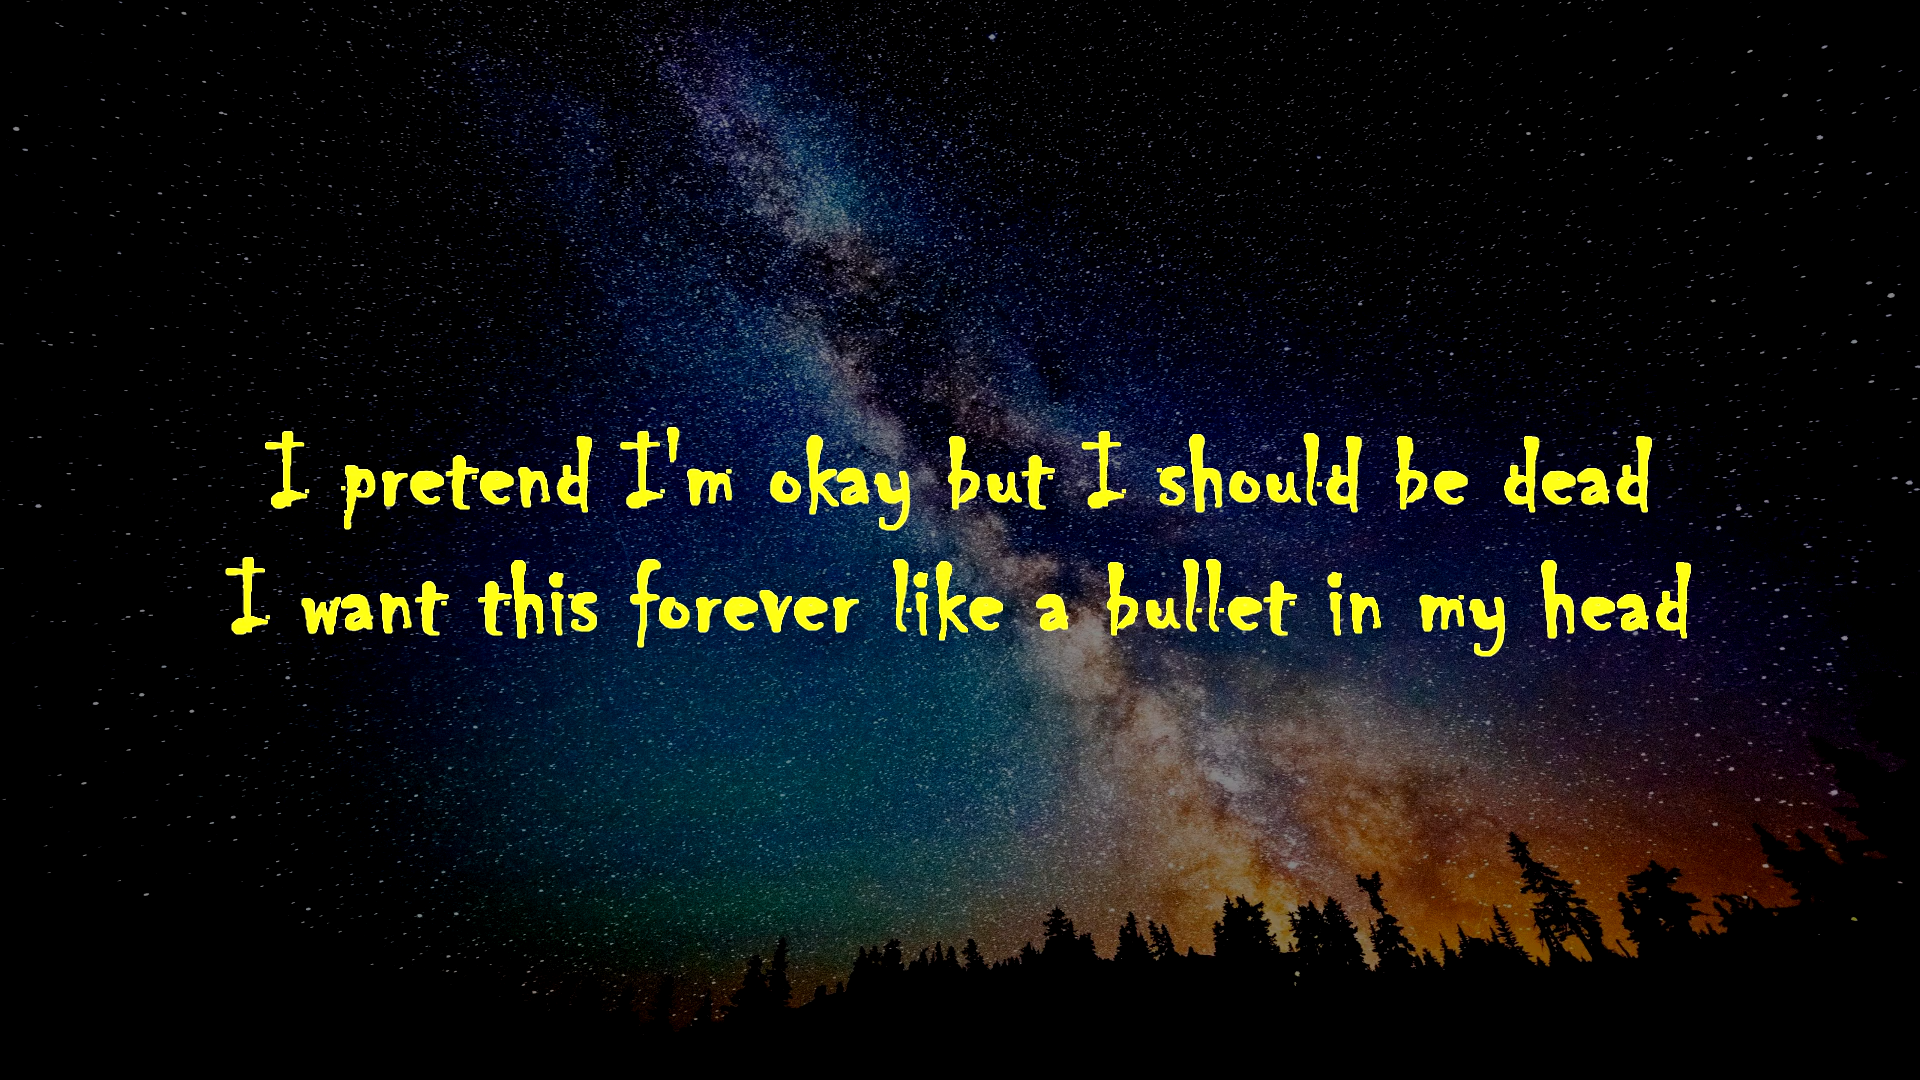 I pretend I'm okay but I should be dead
I want this forever like a bullet in my head